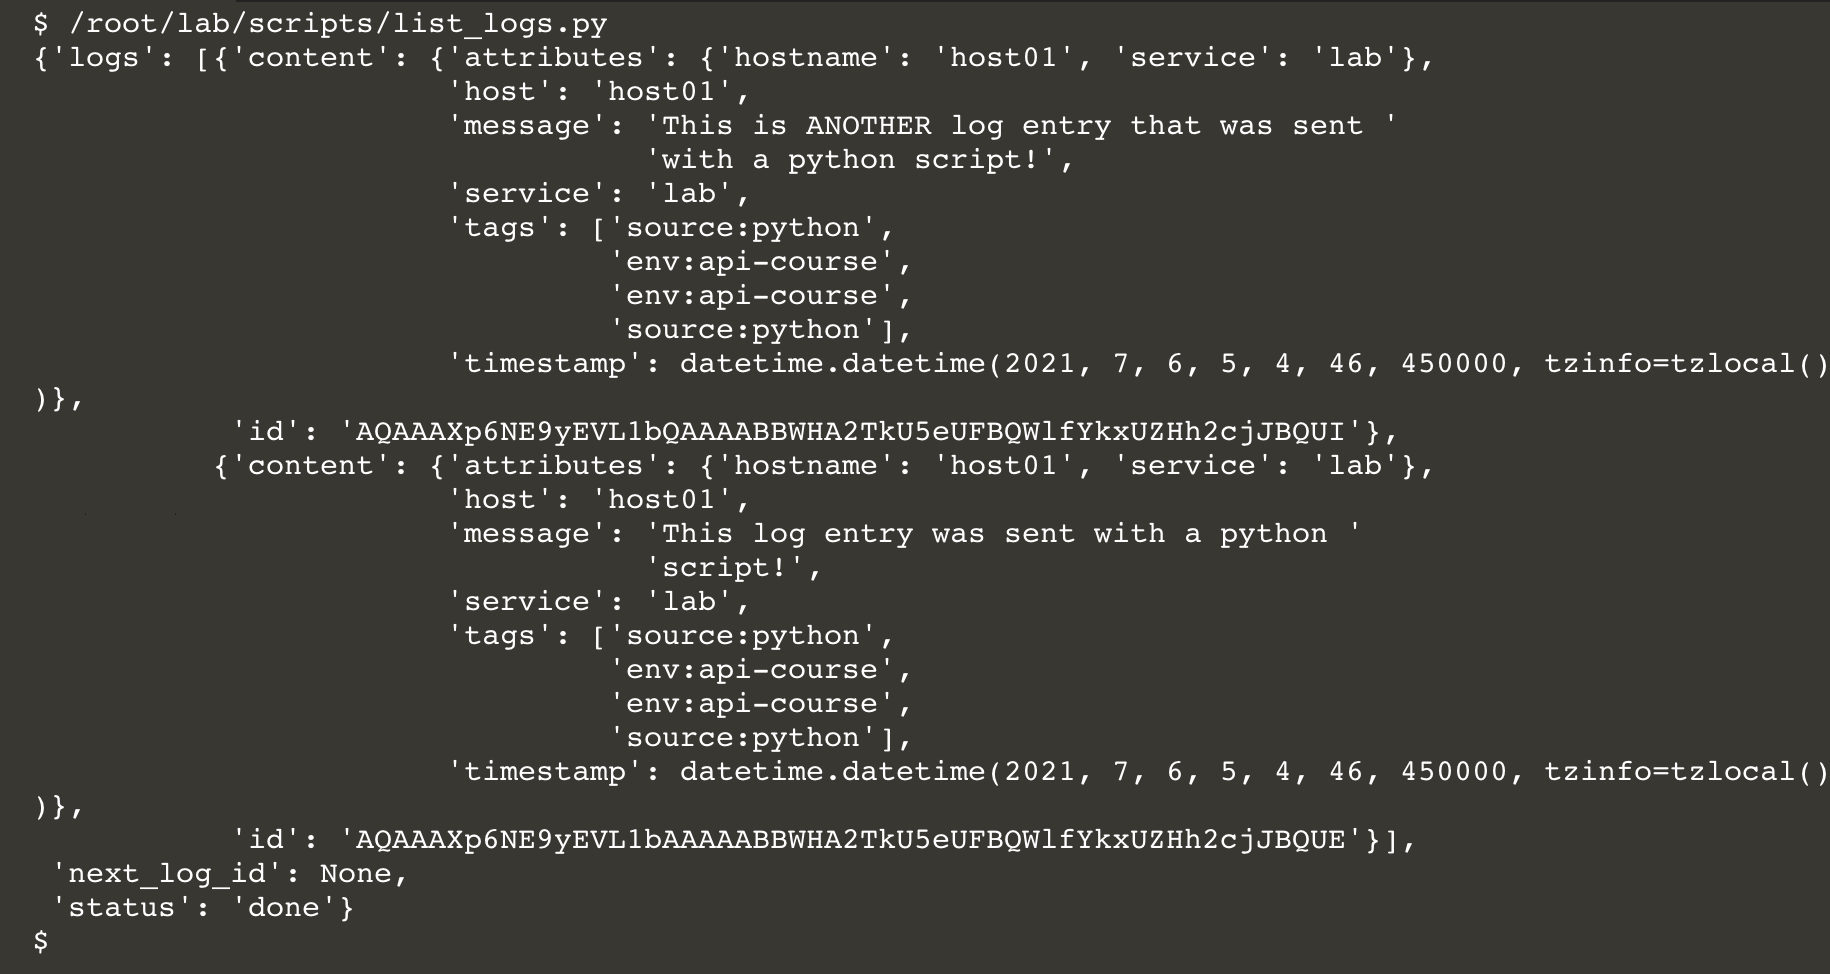 $ /root/lab/scripts/list_logs.py
{'logs': [{'content': {'attributes': {'hostname': 'host01', 'service': 'lab'},
                       'host': 'host01',
                       'message': 'This is ANOTHER log entry that was sent '
                                  'with a python script!',
                       'service': 'lab',
                       'tags': ['source:python',
                                'env:api-course',
                                'env:api-course',
                                'source:python'],
                       'timestamp': datetime.datetime(2021, 7, 6, 5, 4, 46, 450000, tzinfo=tzlocal()
)},
           'id': 'AQAAAXp6NE9yEVL1bQAAAABBWHA2TkU5eUFBQWlfYkxUZHh2cjJBQUI'},
          {'content': {'attributes': {'hostname': 'host01', 'service': 'lab'},
                       'host': 'host01',
                       'message': 'This log entry was sent with a python '
                                  'script!',
                       'service': 'lab',
                       'tags': ['source:python',
                                'env:api-course',
                                'env:api-course',
                                'source:python'],
                       'timestamp': datetime.datetime(2021, 7, 6, 5, 4, 46, 450000, tzinfo=tzlocal()
)},
           'id': 'AQAAAXp6NE9yEVL1bAAAAABBWHA2TkU5eUFBQWlfYkxUZHh2cjJBQUE'}],
 'next_log_id': None,
 'status': 'done'}
$